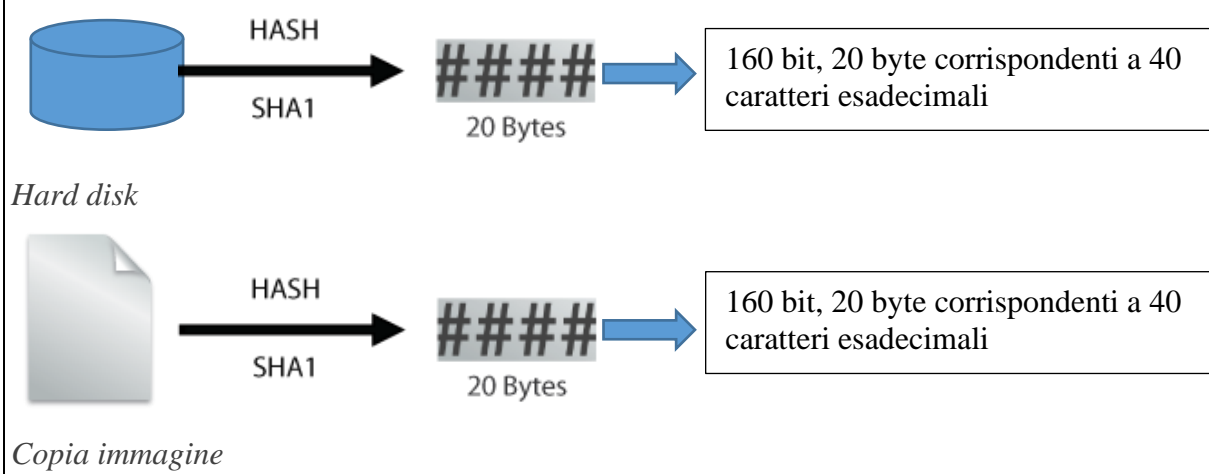 HASH
SHA1
####
20 Bytes
160 bit, 20 byte corrispondenti a 40
caratteri esadecimali
Hard disk
HASH
SHA1
####
20 Bytes
160 bit, 20 byte corrispondenti a 40
caratteri esadecimali
Copia immagine